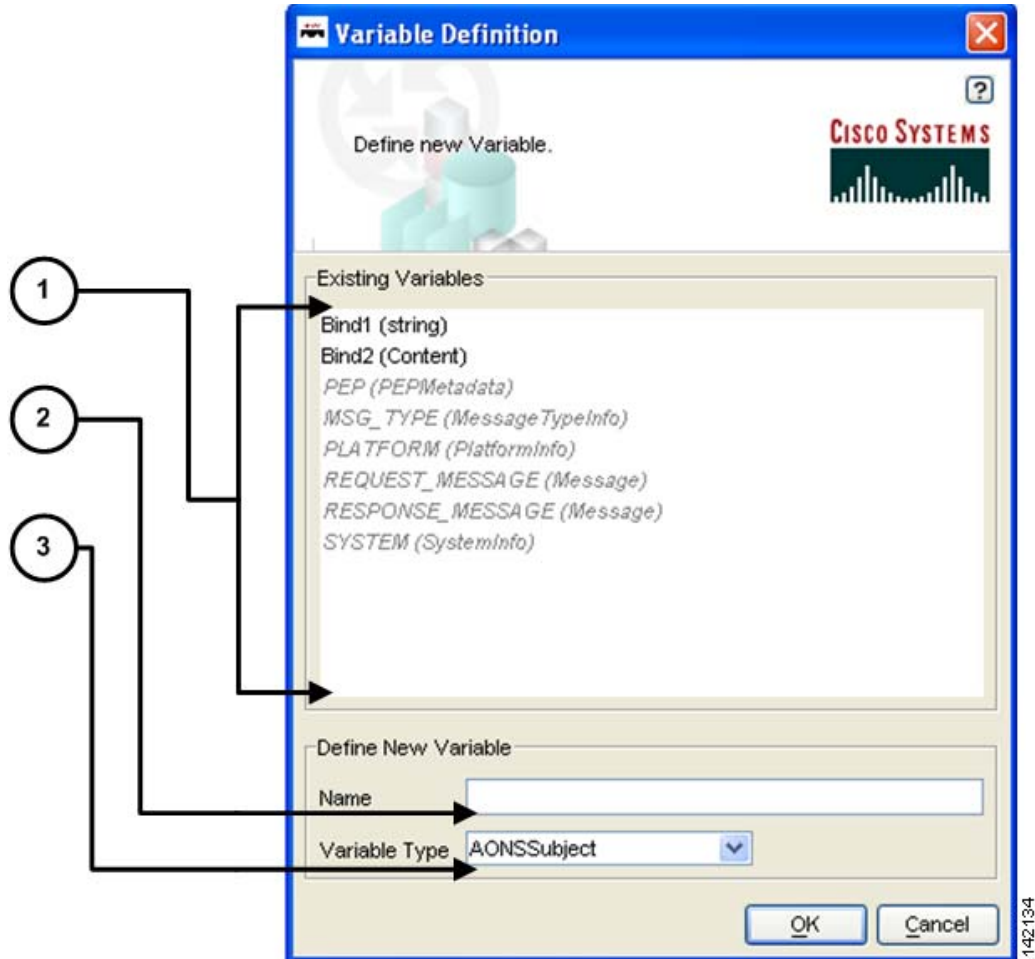 Variable Definition
?
Define new Variable.
CISCO SYSTEMS
1
Existing Variables
Bind1 (string)
Bind2 (Content)
PEP (PEPMetadata)
2
MSG_TYPE (MessageTypeInfo)
PLATFORM (PlatformInfo)
REQUEST_MESSAGE (Message)
RESPONSE_MESSAGE (Message)
3
SYSTEM (SystemInfo)
Define New Variable
Name
Variable Type AONSSubject
OK Cancel
142134